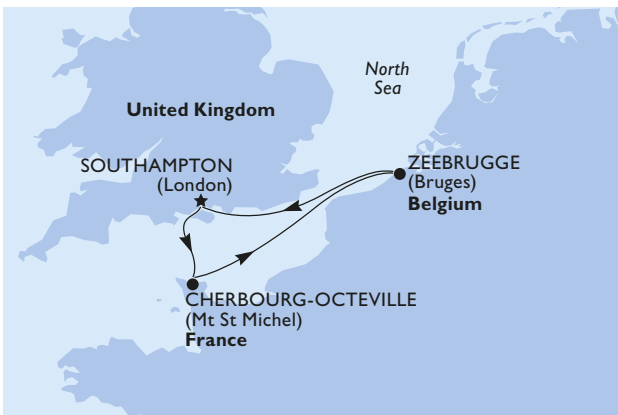 North
Sea
United Kingdom
SOUTHAMPTON
(London)
ZEEBRUGGE
(Bruges)
Belgium
CHERBOURG-OCTEVILLE
(Mt St Michel)
France